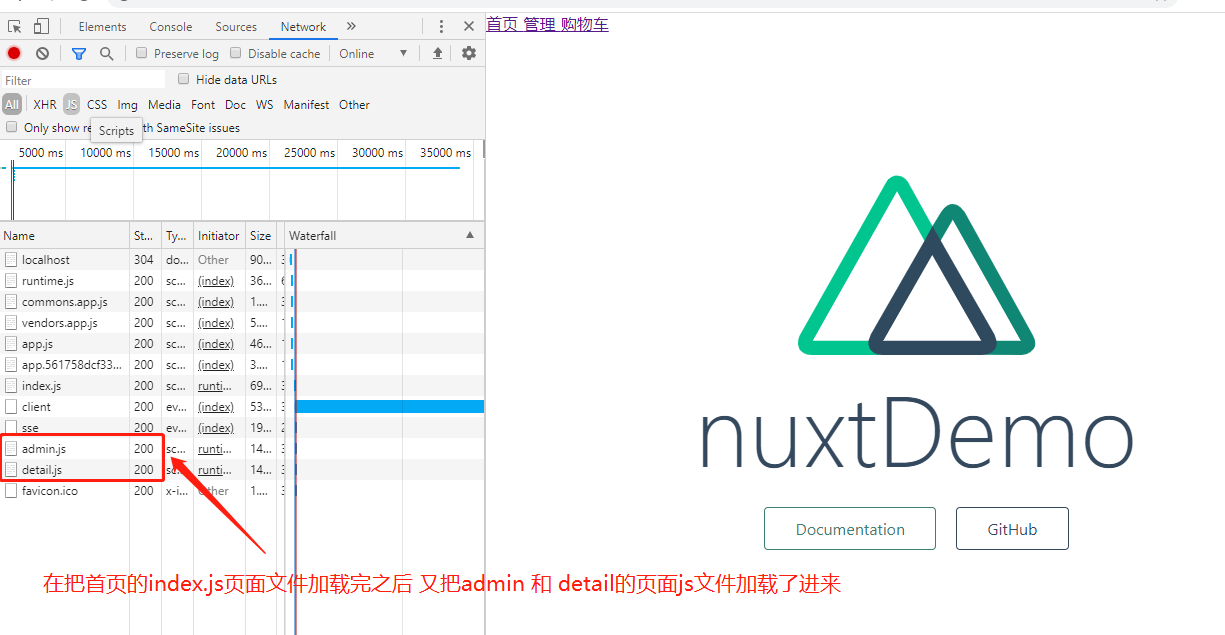 Elements Console Sources Network »
首页 管理 购物车
Preserve log Disable cache Online
Filter Hide data URLs
All XHR JS CSS Img Media Font Doc WS Manifest Other
Only show re th SameSite issues
Scripts
5000 ms 10000 ms 15000 ms 20000 ms 25000 ms 30000 ms 35000 ms
Name St... Ty... Initiator Size Waterfall
localhost 304 do... Other 90...
runtime.js 200 sc... (index) 36...
commons.app.js 200 sc... (index) 1....
vendors.app.js 200 sc... (index) 5....
app.js 200 sc... (index) 46...
app.561758dcf33... 200 sc... (index) 3....
index.js 200 sc... runti... 69...
client 200 ev... (index) 53...
sse 200 ev... (index) 19...
admin.js 200 sc... runti... 14...
detail.js 200 sc... runti... 14...
favicon.ico 200 x-i... Other 1....
nuxtDemo
Documentation GitHub
在把首页的index.js页面文件加载完之后 又把admin 和 detail的页面js文件加载了进来